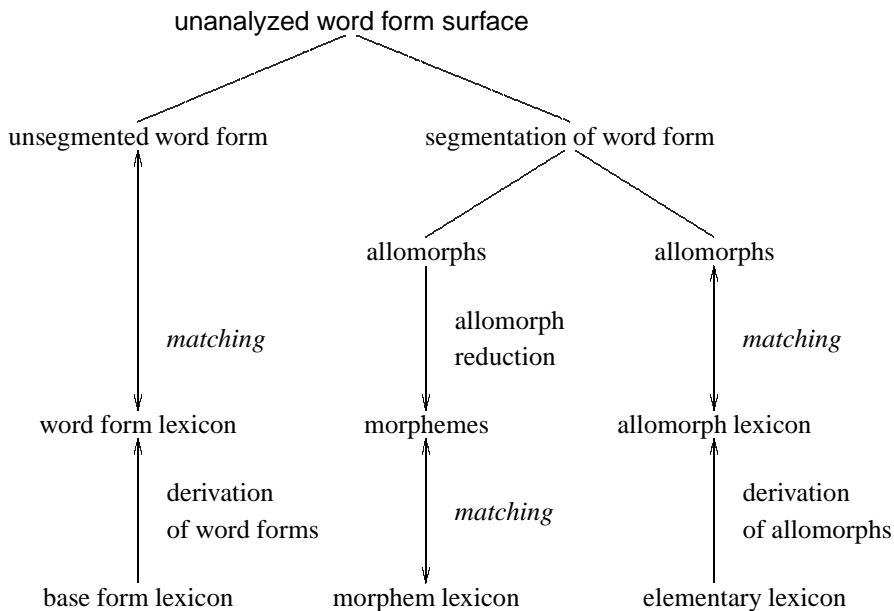 unanalyzed word form surface
unsegmented word form
segmentation of word form
allomorphs
allomorphs
matching
allomorph
reduction
matching
word form lexicon
morphemes
allomorph lexicon
derivation
of word forms
matching
derivation
of allomorphs
base form lexicon
morphem lexicon
elementary lexicon